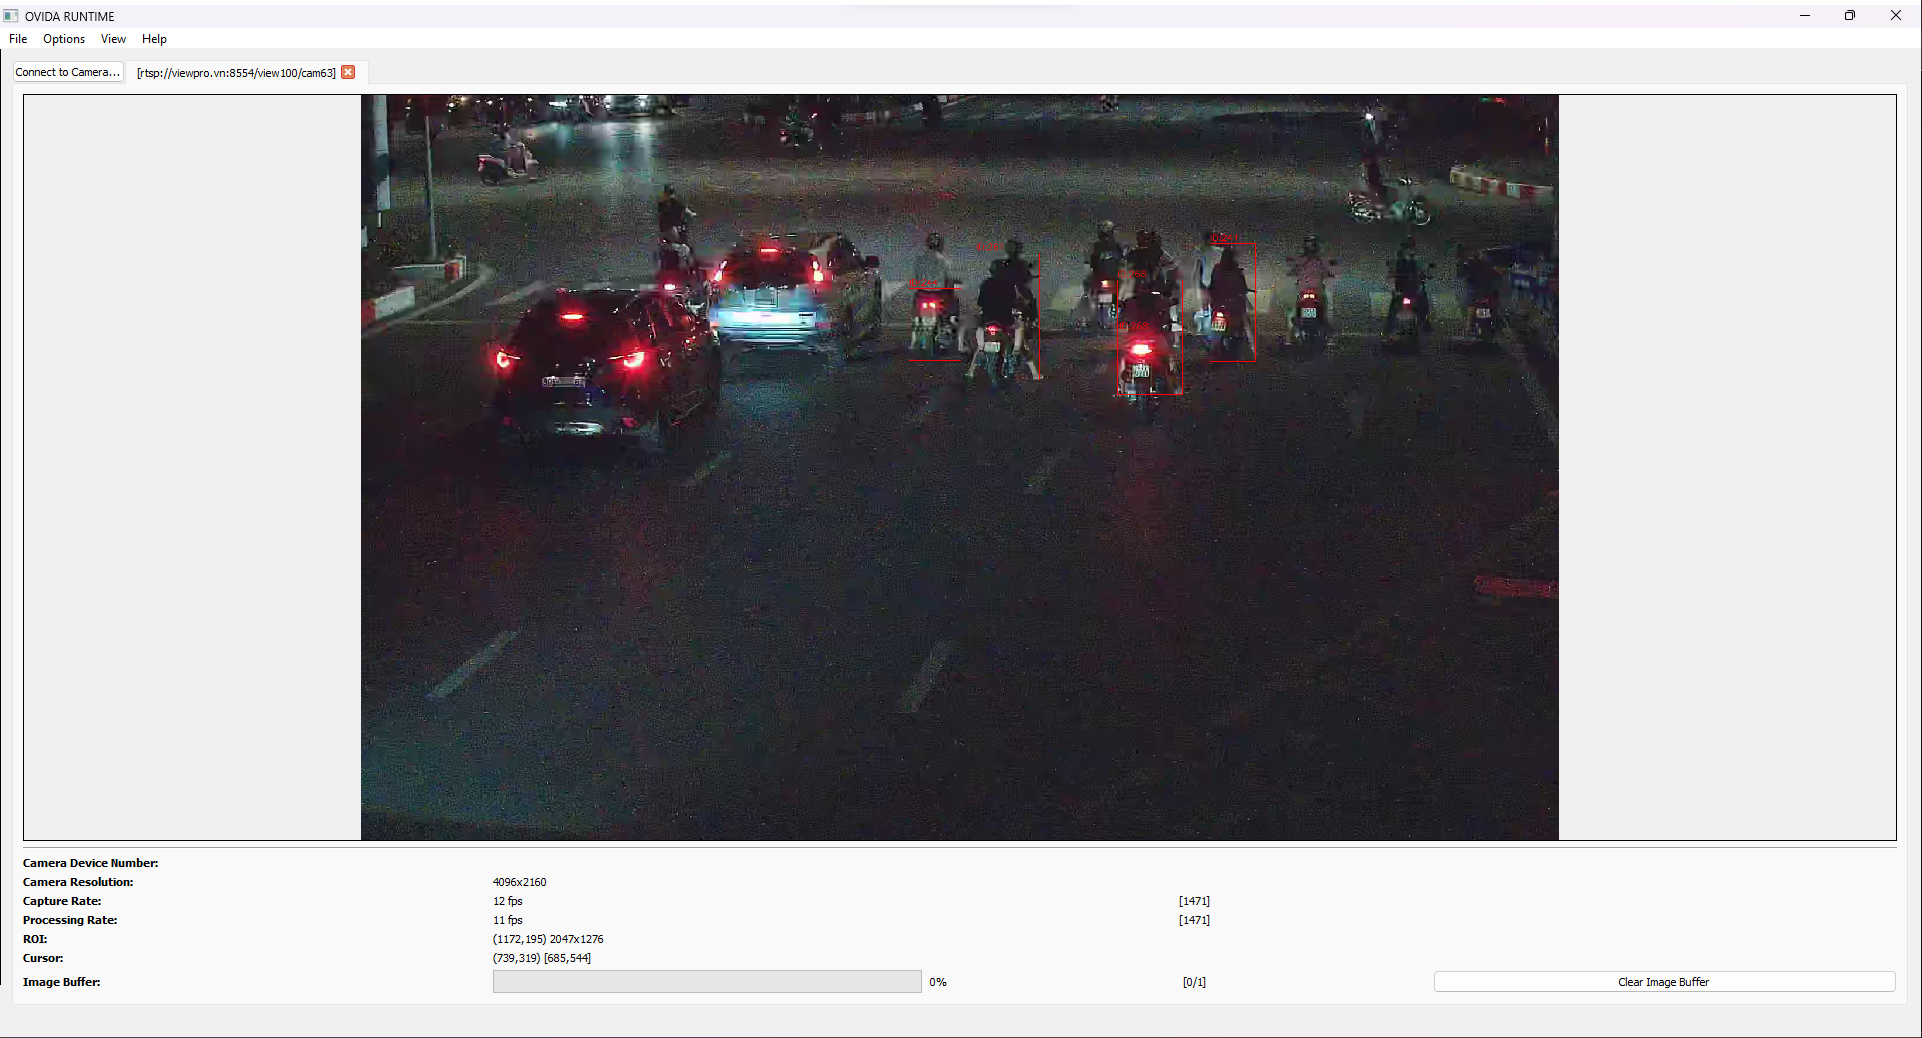 OVIDA RUNTIME
File Options View Help
Connect to Camera... [rtsp://viewpro.vn:8554/view100/cam63]
Camera Device Number:
Camera Resolution: 4096x2160
Capture Rate: 12 fps [1471]
Processing Rate: 11 fps [1471]
ROI: (1172,195) 2047x1276
Cursor: (739,319) [685,544]
Image Buffer: 0% [0/1] Clear Image Buffer